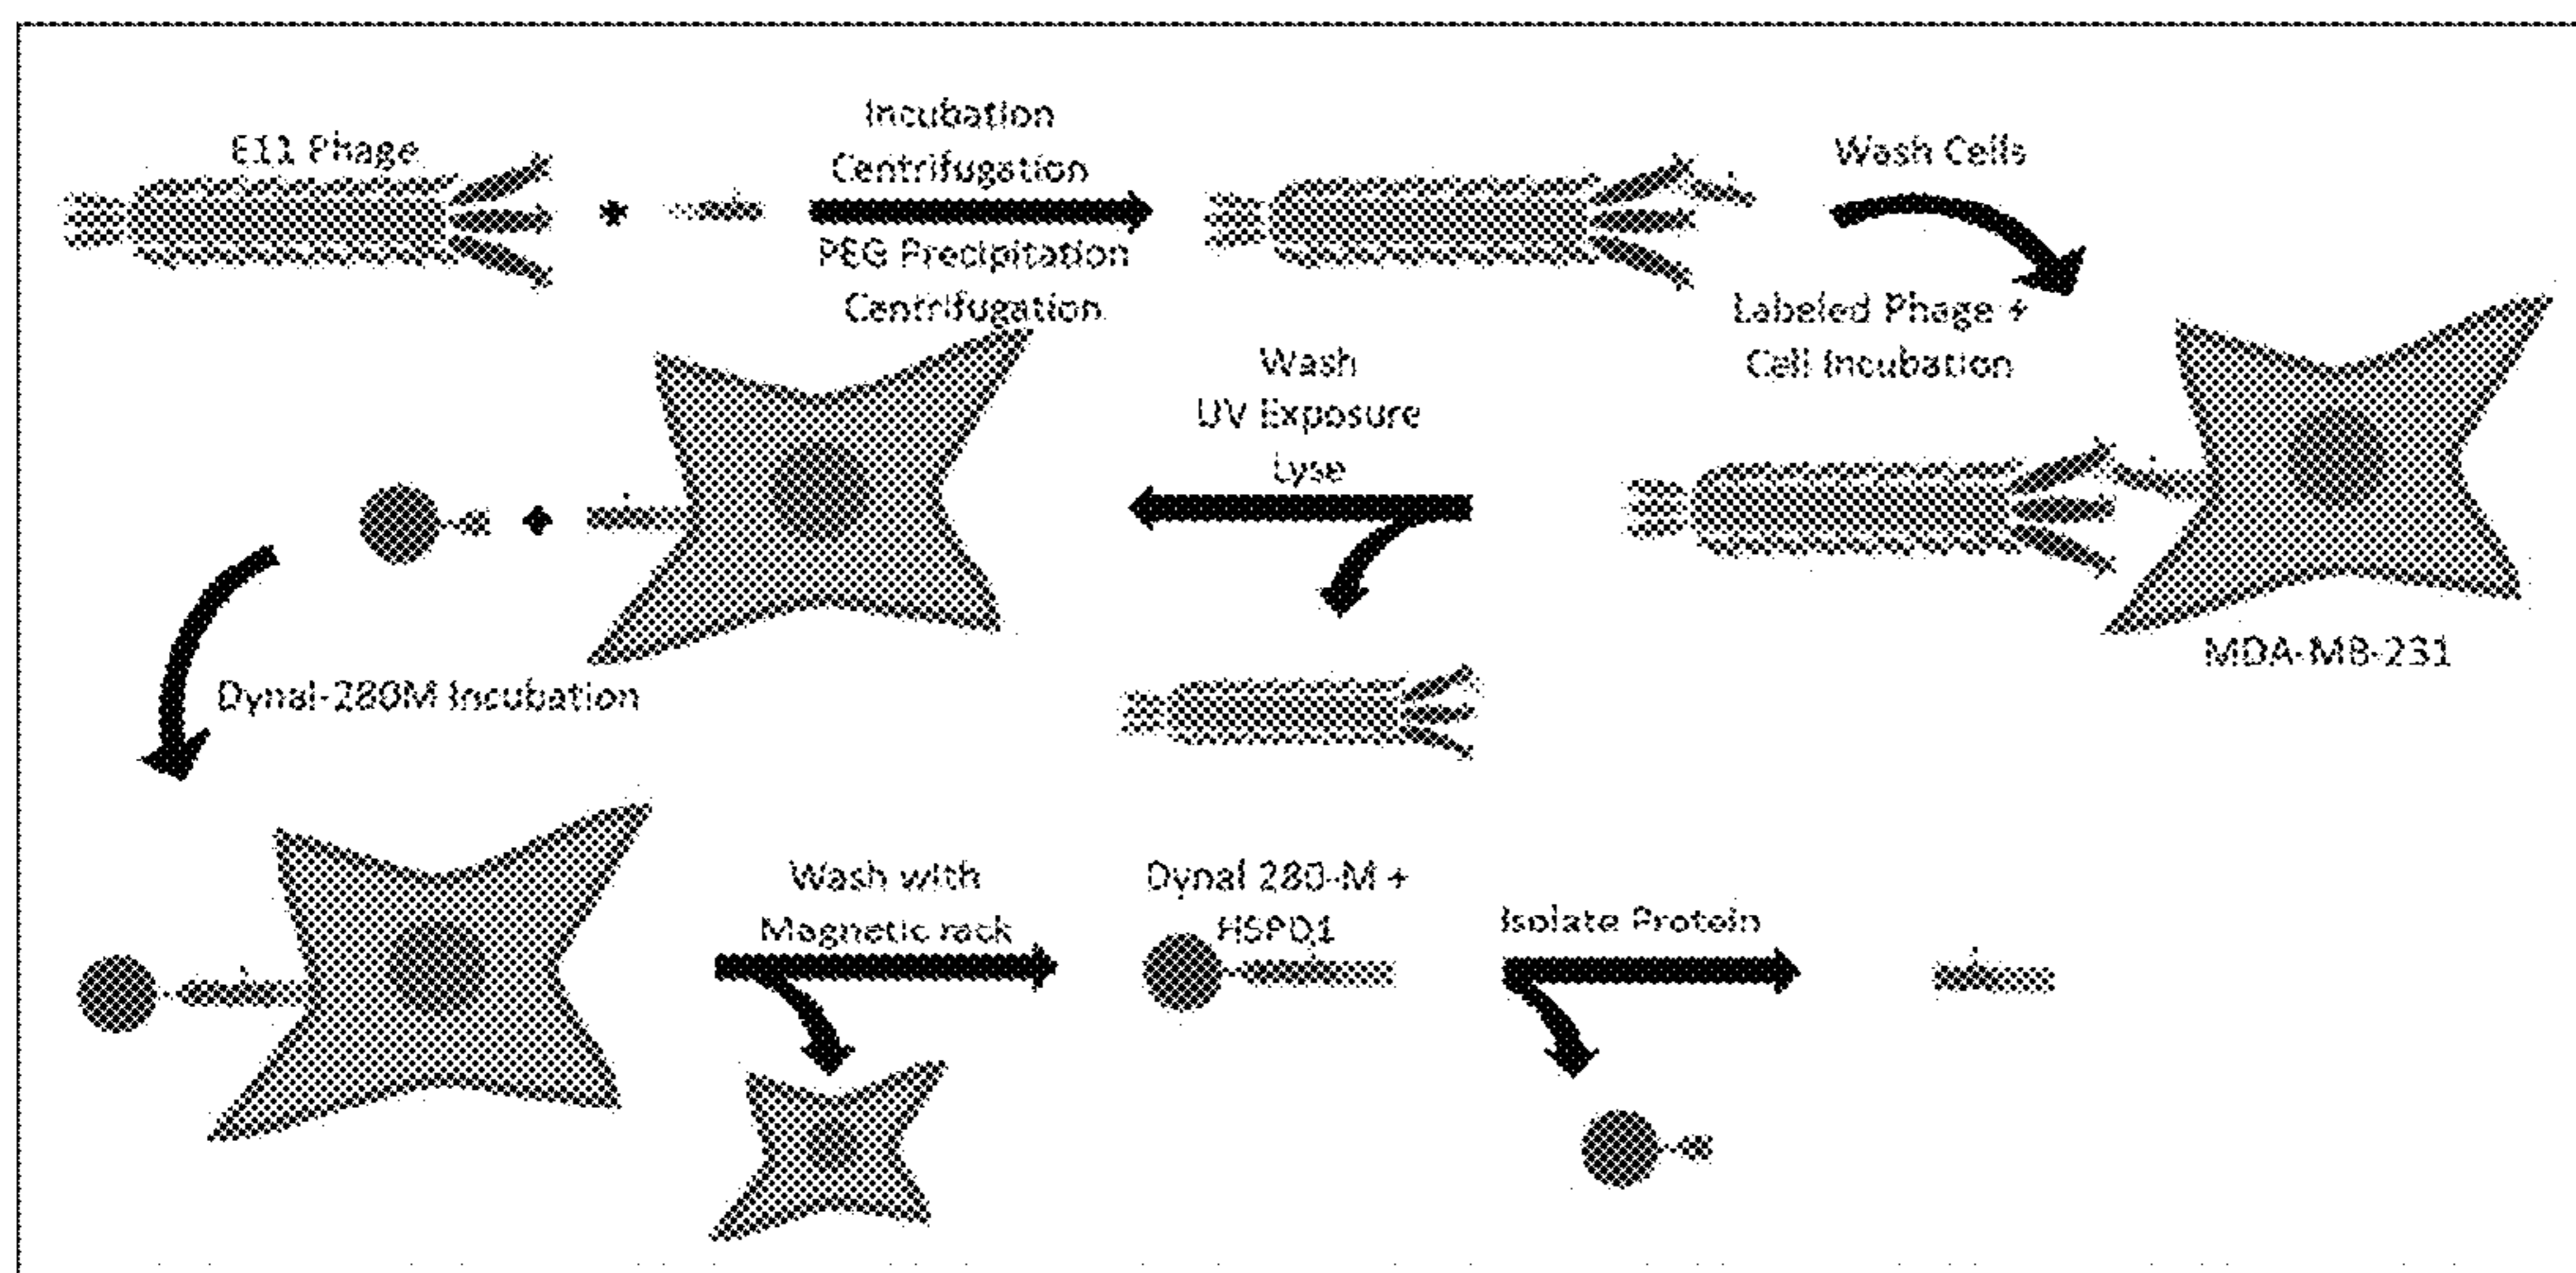 E11 Phage
Incubation
Centrifugation
PEG Precipitation
Centrifugation
Wash Cells
Labeled Phage +
Cell Incubation
MDA-MB-231
Wash
UV Exposure
Lyse
Dynal-280M Incubation
Wash with
Magnetic rack
Dynal 280-M +
HSPD1
Isolate Protein